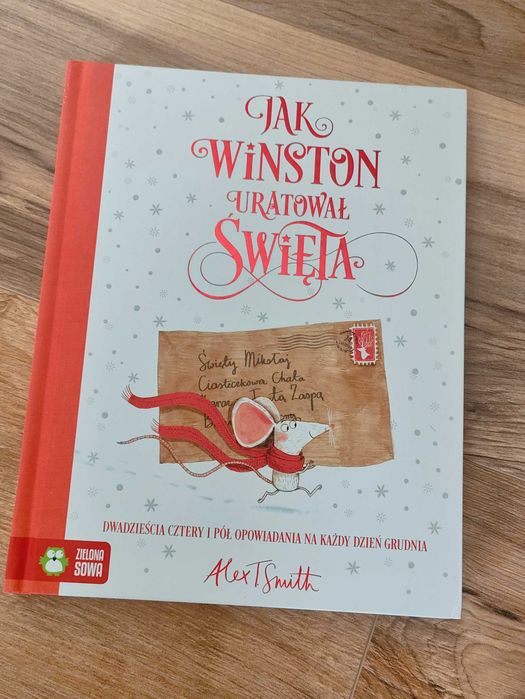 JAK
WINSTON
URATOWAŁ
ŚWIĘTA
Święty Mikołaj
Ciasteczkowa Chata
Zaspa
DWADZIEŚCIA CZTERY I PÓŁ OPOWIADANIA NA KAŻDY DZIEŃ GRUDNIA
ZIELONA
SOWA
Alex T Smith